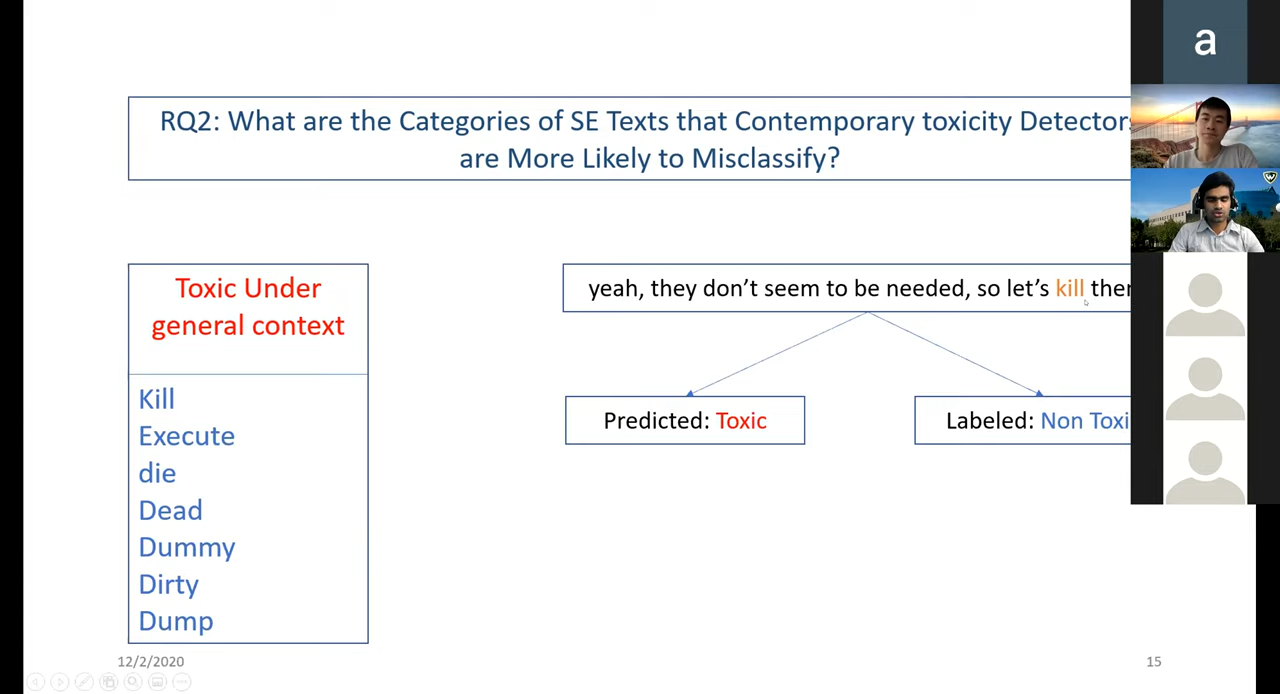 a
RQ2: What are the Categories of SE Texts that Contemporary toxicity Detectors
are More Likely to Misclassify?
Toxic Under
general context
Kill
Execute
die
Dead
Dummy
Dirty
Dump
yeah, they don't seem to be needed, so let's kill
Predicted: Toxic
Labeled: Non Toxi
12/2/2020
15